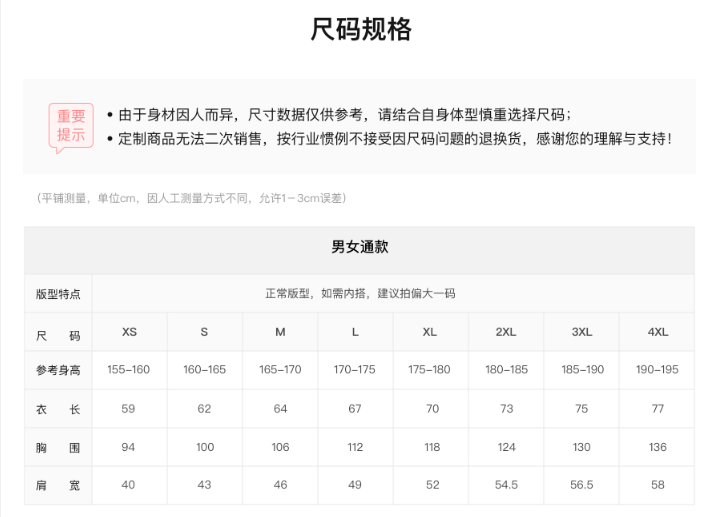 尺码规格
重要
提示
• 由于身材因人而异，尺寸数据仅供参考，请结合自身体型慎重选择尺码；
• 定制商品无法二次销售，按行业惯例不接受因尺码问题的退换货，感谢您的理解与支持！
（平铺测量，单位cm，因人工测量方式不同，允许1－3cm误差）
男女通款
版型特点 正常版型，如需内搭，建议拍偏大一码
尺 码 XS S M L XL 2XL 3XL 4XL
参考身高 155–160 160–165 165–170 170–175 175–180 180–185 185–190 190–195
衣 长 59 62 64 67 70 73 75 77
胸 围 94 100 106 112 118 124 130 136
肩 宽 40 43 46 49 52 54.5 56.5 58